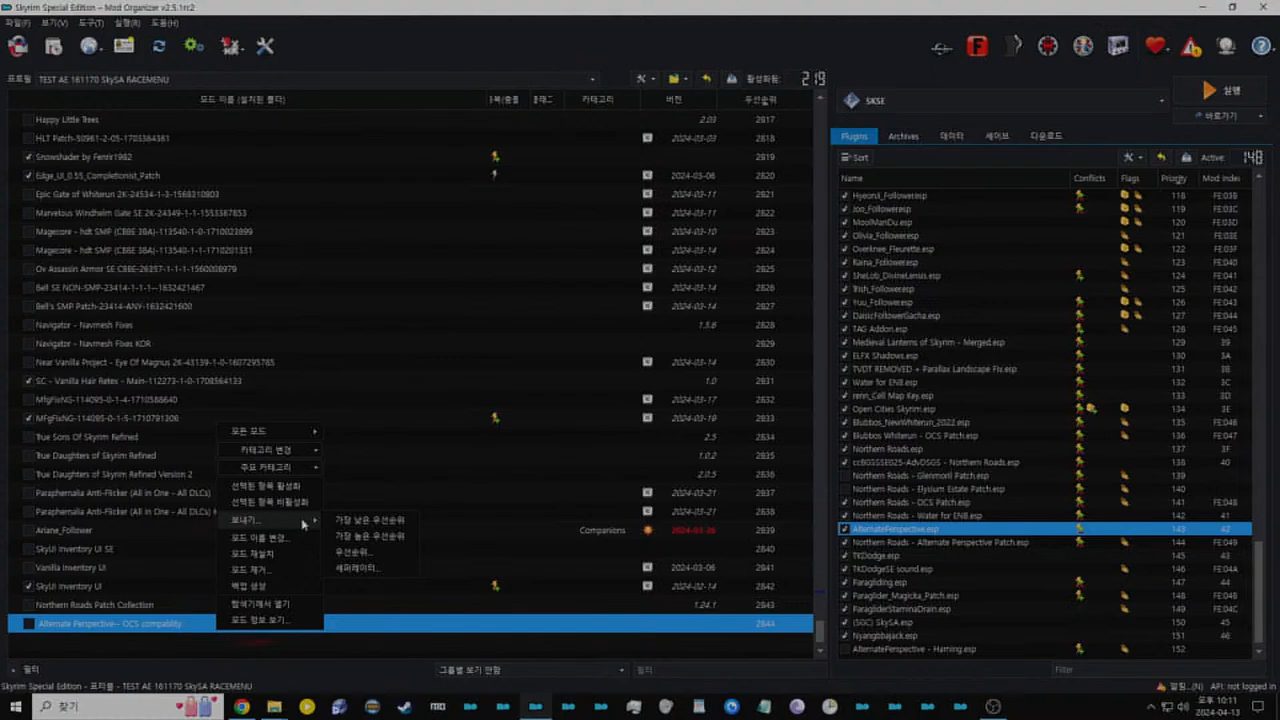 Skyrim Special Edition – Mod Organizer v2.5.1rc2
파일(F) 보기(V) 도구(T) 실행(R) 도움(H)
프로필 TEST AE 161170 SkySA RACEMENU 활성화됨: 219
모드 이름 (설치된 폴더) 카테고리 버전 우선순위
Happy Little Trees 2.03 2817
HLT Patch-50961-2-05-1703364361 2024-03-03 2818
Snowshader by Fenrir1982 2819
Edge_UI_0.55_Completionist_Patch 2024-03-06 2820
Epic Gate of Whiterun 2K-24534-1-3-1568310803 2024-03-11 2821
Marvelous Windhelm Gate SE 2K-24349-1-1-1553367853 2024-03-11 2822
Magecore - hdt SMP (CBBE 3BA)-113540-1-0-1710023899 2024-03-10 2823
Magecore - hdt SMP (CBBE 3BA)-113540-1-1-1710201331 2024-03-11 2824
Ov Assassin Armor SE CBBE-26357-1-1-1560008979 2024-03-12 2825
Bell SE NON-SMP-23414-1-1-1--1632421467 2024-03-12 2826
Bell's SMP Patch-23414-ANY-1632421600 2024-03-12 2827
Navigator - Navmesh Fixes 1.5.6 2828
Navigator - Navmesh Fixes KOR 2829
Near Vanilla Project - Eye Of Magnus 2K-43139-1-0-1607295785 2024-03-14 2830
SC - Vanilla Hair Retex - Main-112273-1-0-1708564133 1.0 2831
MfgFixNG-114095-0-1-4-1710588640 2024-03-17 2832
MFgFixNG-114095-0-1-5-1710791306 2024-03-19 2833
True Sons Of Skyrim Refined 2.5 2834
True Daughters of Skyrim Refined 1.0.2 2835
True Daughters of Skyrim Refined Version 2 2.0.5 2836
Paraphernalia Anti-Flicker (All in One - All DLCs) 2024-03-21 2837
Paraphernalia Anti-Flicker (All in One - All DLCs) 2024-03-21 2838
Ariane_Follower Companions 2024-03-26 2839
SkyUI Inventory UI SE 2840
Vanilla Inventory UI 2024-03-31 2841
SkyUI Inventory UI 2024-02-14 2842
Northern Roads Patch Collection 1.24.1 2843
Alternate Perspective-- OCS compatibility 2844
모든 모드
카테고리 변경
주요 카테고리
선택된 항목 활성화
선택된 항목 비활성화
보내기...
모드 이름 변경...
모드 재설치
모드 제거...
백업 생성
탐색기에서 열기
모드 정보 보기...
가장 낮은 우선순위
가장 높은 우선순위
우선순위...
세퍼레이터...
필터 그룹별 보기 안함 필터
SKSE 실행
바로가기
Plugins Archives 데이터 세이브 다운로드
Sort Active: 148
Name Conflicts Flags Priority Mod Index
Hyeon3_Follower.esp 118 FE:03B
Joo_Follower.esp 119 FE:03C
MoolManDu.esp 120 FE:03D
Olivia_Follower.esp 121 FE:03E
Overknee_Fleurette.esp 122 FE:03F
Raina_Follower.esp 123 FE:040
SheLob_DivineLensis.esp 124 FE:041
Trish_Follower.esp 125 FE:042
Yuu_Follower.esp 126 FE:043
DaisicFollowerGacha.esp 127 FE:044
TAG Addon.esp 128 FE:045
Medieval Lanterns of Skyrim - Merged.esp 129 39
ELFX Shadows.esp 130 3A
TVDT REMOVED + Parallax Landscape Fix.esp 131 3B
Water for ENB.esp 132 3C
renn_Cell Map Key.esp 133 3D
Open Cities Skyrim.esp 134 3E
Blubbos_NewWhiterun_2022.esp 135 FE:046
Blubbos Whiterun - OCS Patch.esp 136 FE:047
Northern Roads.esp 137 3F
ccBGSSSE025-AdvDSGS - Northern Roads.esp 138 40
Northern Roads - Glenmoril Patch.esp 139
Northern Roads - Elysium Estate Patch.esp 140
Northern Roads - OCS Patch.esp 141 FE:048
Northern Roads - Water for ENB.esp 142 41
AlternatePerspective.esp 143 42
Northern Roads - Alternate Perspective Patch.esp 144 FE:049
TKDodge.esp 145 43
TKDodgeSE sound.esp 146 FE:04A
Paragliding.esp 147 44
Paraglider_Magicka_Patch.esp 148 FE:04B
ParagliderStaminaDrain.esp 149 FE:04C
(SGC) SkySA.esp 150 45
Nyangbbajack.esp 151 46
AlternatePerspective - Haming.esp 152
Filter
Skyrim Special Edition - 프로필 - TEST AE 161170 SkySA RACEMENU 알림...(N) API: not logged in
찾기 오후 10:11
2024-04-13